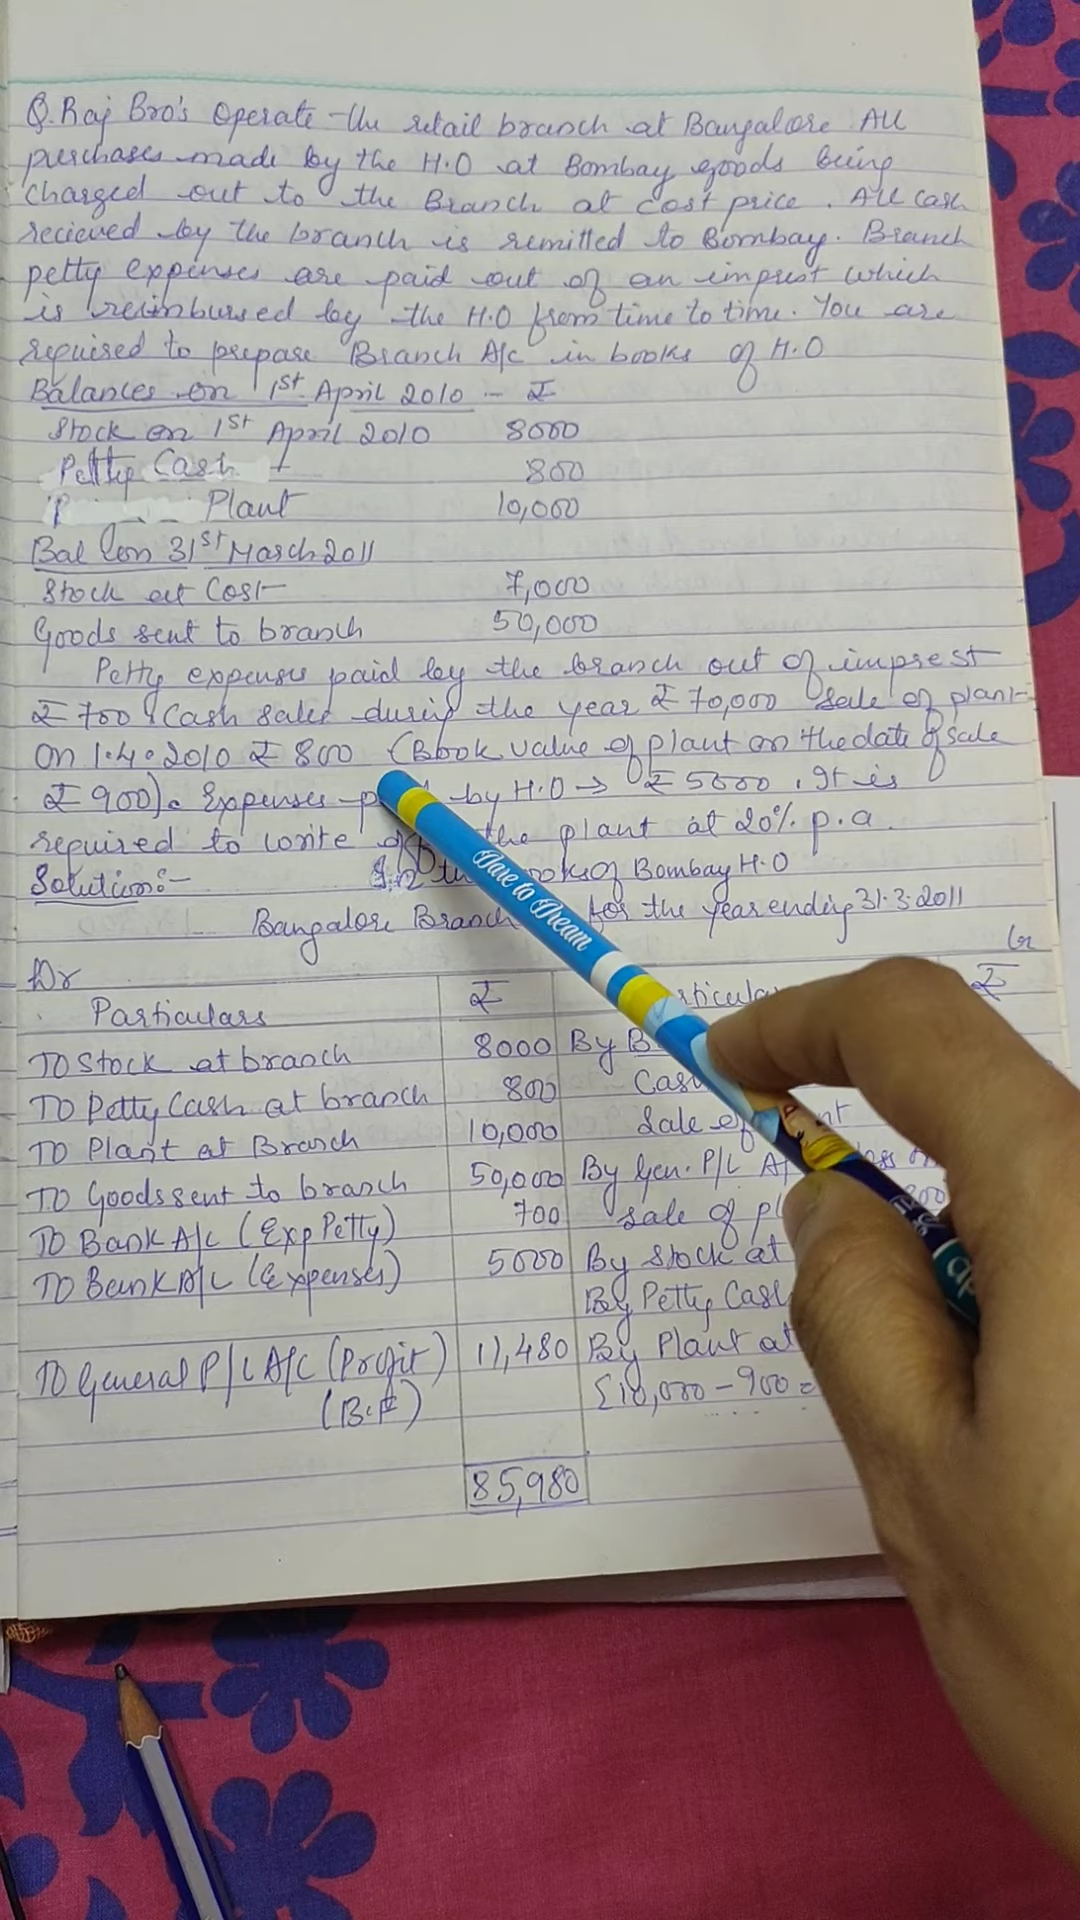 Q. Raj Bro's Operate the retail branch at Bangalore All
purchases made by the H.O at Bombay goods being
charged out to the Branch at cost price. All cash
recieved by the branch is remitted to Bombay. Branch
petty expenses are paid out of an imprest which
is reimbursed by the H.O from time to time. You are
required to prepare Branch A/c in books of H.O
Balances on 1st April 2010 - ₹
Stock on 1st April 2010 8000
Petty Cash 800
Plant 10,000
Bal on 31st March 2011
Stock at Cost 7,000
Goods sent to branch 50,000
Petty expenses paid by the branch out of imprest
₹ 700 Cash sales during the year ₹ 70,000 Sale of plant
on 1.4.2010 ₹ 800 (Book value of plant on the date of sale
₹ 900). Expenses by H.O → ₹ 5000. It is
required to write the plant at 20% p.a.
Solution:- Books of Bombay H.O
Bangalore Branch for the year ending 31.3.2011
Dr Cr
Particulars ₹ ₹
TO Stock at branch 8000 By
TO Petty Cash at branch 800
TO Plant at Branch 10,000 Sale of
TO Goods sent to branch 50,000 By Gen. P/L
TO Bank A/c (Exp Petty) 700 Sale of
TO Bank A/c (Expenses) 5000 By Stock at
By Petty Cash
TO General P/L A/c (Profit) 11,480 By Plant at
(B.F) {10,000 - 900 =
85,980
Dare to Dream